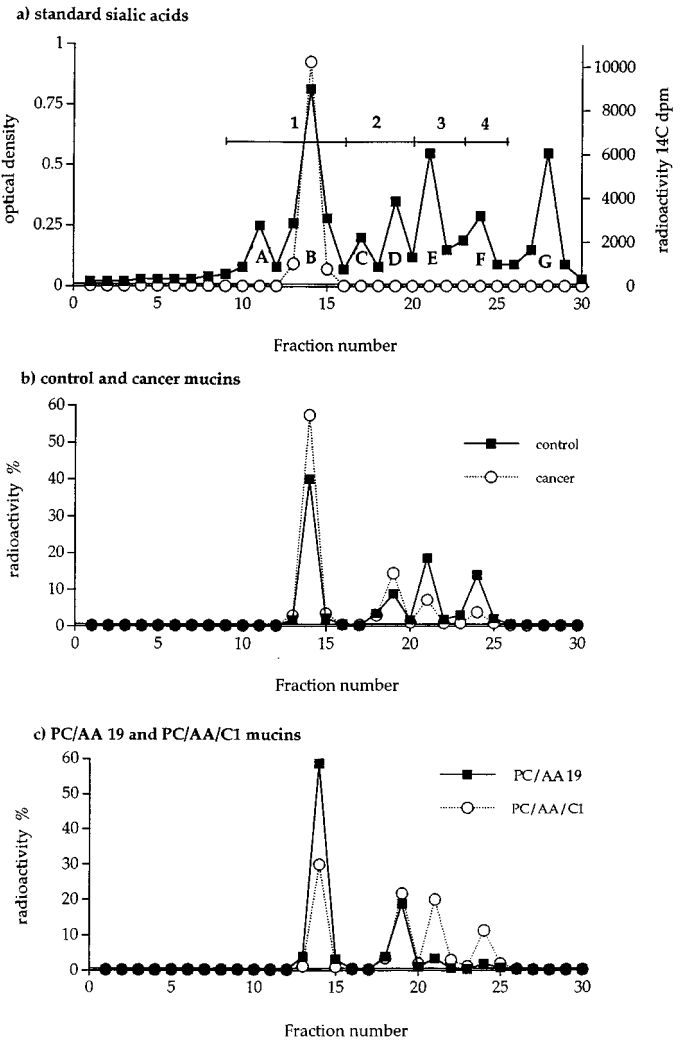 a) standard sialic acids
1
0.75
0.5
0.25
0
optical density
10000
8000
6000
4000
2000
0
radioactivity 14C dpm
1 2 3 4
A B C D E F G
0 5 10 15 20 25 30
Fraction number
b) control and cancer mucins
60
50
40
30
20
10
0
radioactivity %
control
cancer
0 5 10 15 20 25 30
Fraction number
c) PC/AA 19 and PC/AA/C1 mucins
60
50
40
30
20
10
0
radioactivity %
PC/AA 19
PC/AA/C1
0 5 10 15 20 25 30
Fraction number